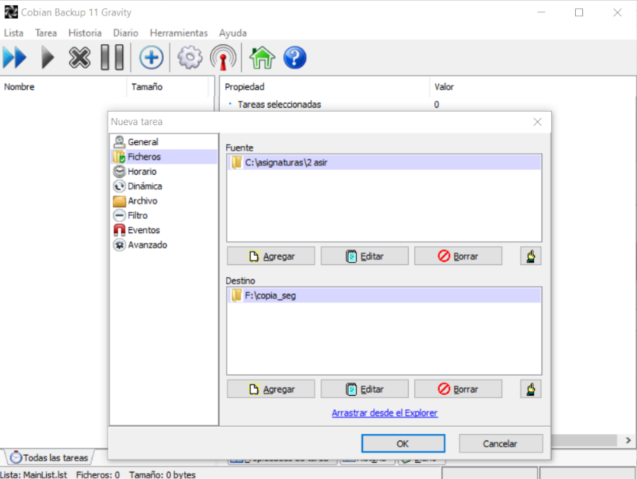 Cobian Backup 11 Gravity
Lista Tarea Historia Diario Herramientas Ayuda
Nombre Tamaño Propiedad Valor
Tareas seleccionadas 0
Nueva tarea
General
Ficheros
Horario
Dinámica
Archivo
Filtro
Eventos
Avanzado
Fuente
C:\asignaturas\2 asir
Agregar Editar Borrar
Destino
F:\copia_seg
Agregar Editar Borrar
Arrastrar desde el Explorer
OK Cancelar
Todas las tareas
Lista: MainList.lst Ficheros: 0 Tamaño: 0 bytes